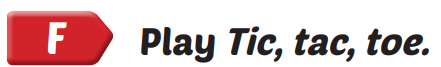 F Play Tic, tac, toe.